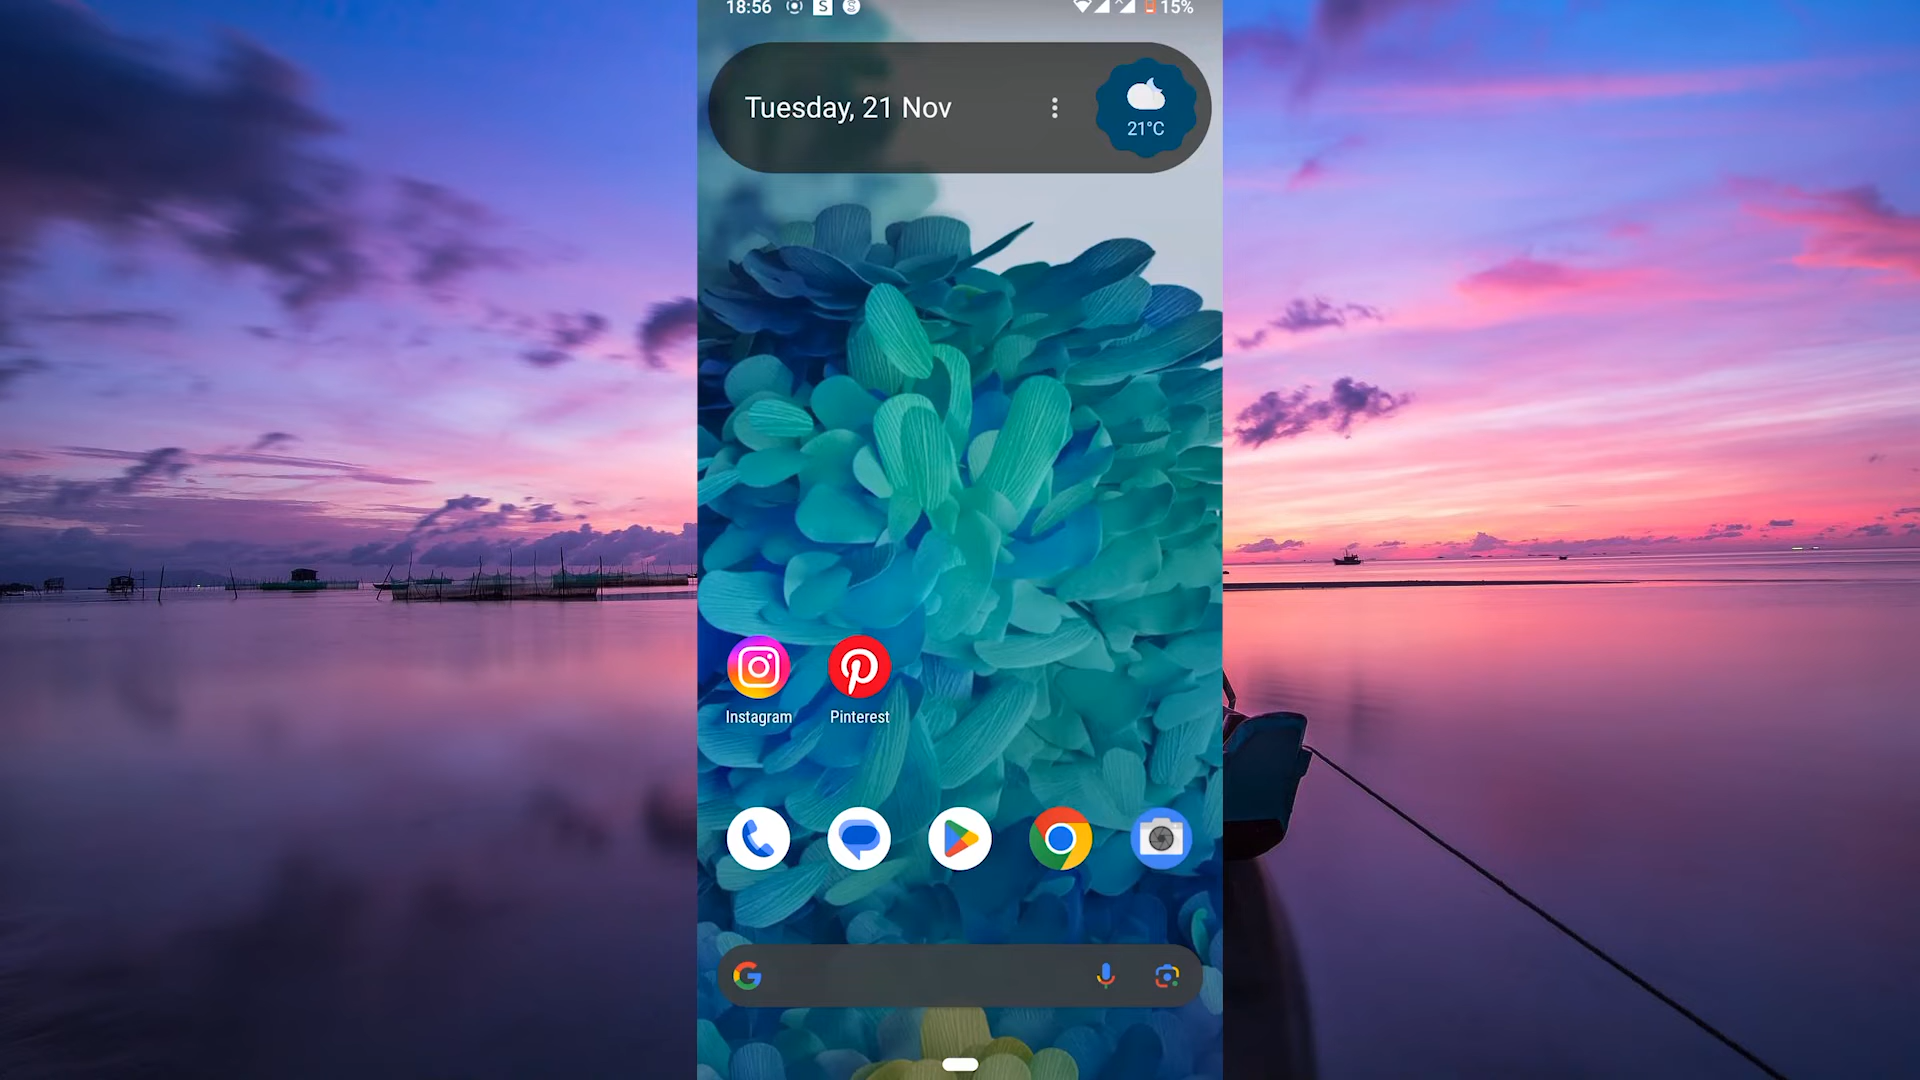 18:56 S S 15%
Tuesday, 21 Nov
21°C
Instagram Pinterest